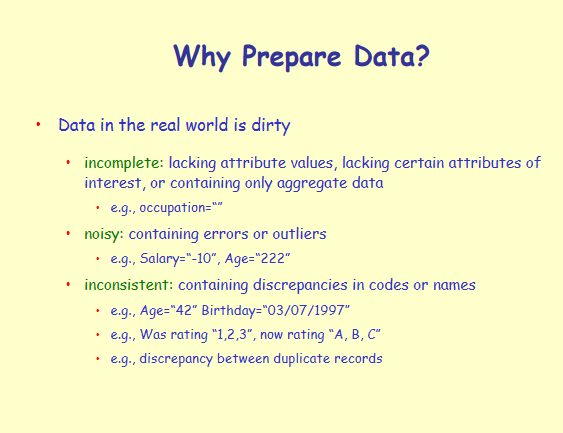 Why Prepare Data?
• Data in the real world is dirty
• incomplete: lacking attribute values, lacking certain attributes of
interest, or containing only aggregate data
• e.g., occupation=“”
• noisy: containing errors or outliers
• e.g., Salary=“-10”, Age=“222”
• inconsistent: containing discrepancies in codes or names
• e.g., Age=“42” Birthday=“03/07/1997”
• e.g., Was rating “1,2,3”, now rating “A, B, C”
• e.g., discrepancy between duplicate records